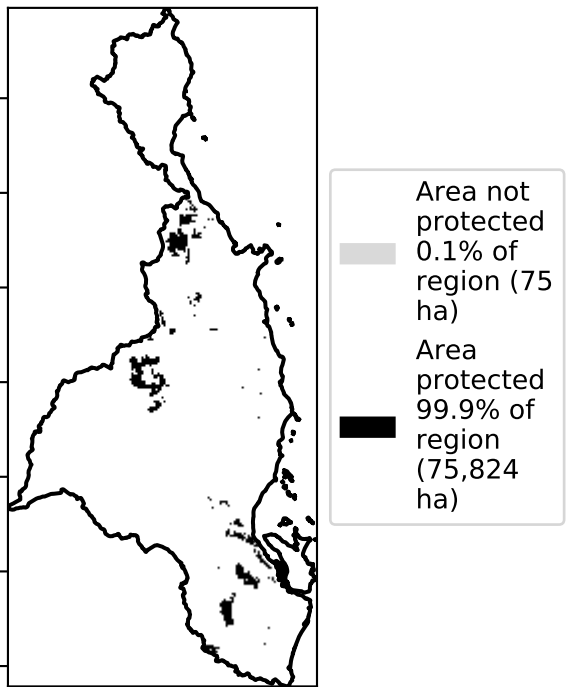 Area not
protected
0.1% of
region (75
ha)
Area
protected
99.9% of
region
(75,824
ha)